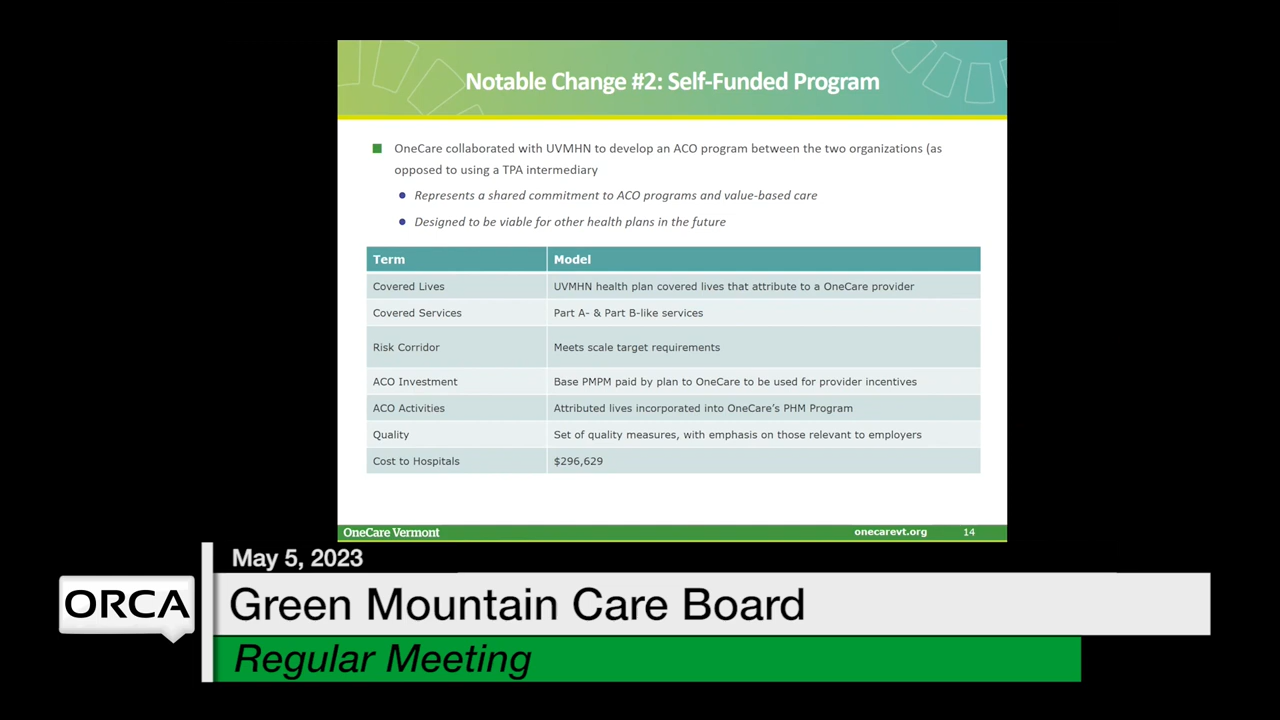 Notable Change #2: Self-Funded Program
OneCare collaborated with UVMHN to develop an ACO program between the two organizations (as
opposed to using a TPA intermediary
Represents a shared commitment to ACO programs and value-based care
Designed to be viable for other health plans in the future
Term Model
Covered Lives UVMHN health plan covered lives that attribute to a OneCare provider
Covered Services Part A- & Part B-like services
Risk Corridor Meets scale target requirements
ACO Investment Base PMPM paid by plan to OneCare to be used for provider incentives
ACO Activities Attributed lives incorporated into OneCare's PHM Program
Quality Set of quality measures, with emphasis on those relevant to employers
Cost to Hospitals $296,629
OneCare Vermont onecarevt.org 14
May 5, 2023
ORCA Green Mountain Care Board
Regular Meeting